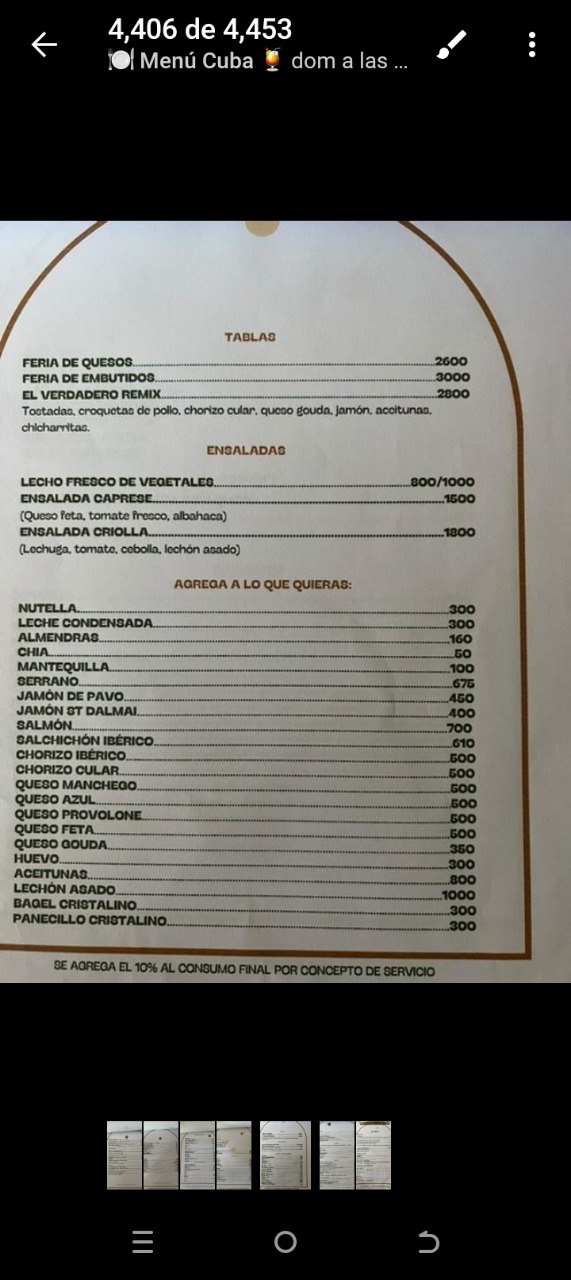 4,406 de 4,453
🍽 Menú Cuba 🍹 dom a las ...
TABLAS
FERIA DE QUESOS 2600
FERIA DE EMBUTIDOS 3000
EL VERDADERO REMIX 2800
Tostadas, croquetas de pollo, chorizo cular, queso gouda, jamón, aceitunas,
chicharritas.
ENSALADAS
LECHO FRESCO DE VEGETALES 800/1000
ENSALADA CAPRESE 1500
(Queso feta, tomate fresco, albahaca)
ENSALADA CRIOLLA 1800
(Lechuga, tomate, cebolla, lechón asado)
AGREGA A LO QUE QUIERAS:
NUTELLA 300
LECHE CONDENSADA 300
ALMENDRAS 160
CHIA 50
MANTEQUILLA 100
SERRANO 675
JAMÓN DE PAVO 450
JAMÓN ST DALMAI 400
SALMÓN 700
SALCHICHÓN IBÉRICO 610
CHORIZO IBÉRICO 500
CHORIZO CULAR 500
QUESO MANCHEGO 500
QUESO AZUL 500
QUESO PROVOLONE 500
QUESO FETA 500
QUESO GOUDA 350
HUEVO 300
ACEITUNAS 800
LECHÓN ASADO 1000
BAGEL CRISTALINO 300
PANECILLO CRISTALINO 300
SE AGREGA EL 10% AL CONSUMO FINAL POR CONCEPTO DE SERVICIO